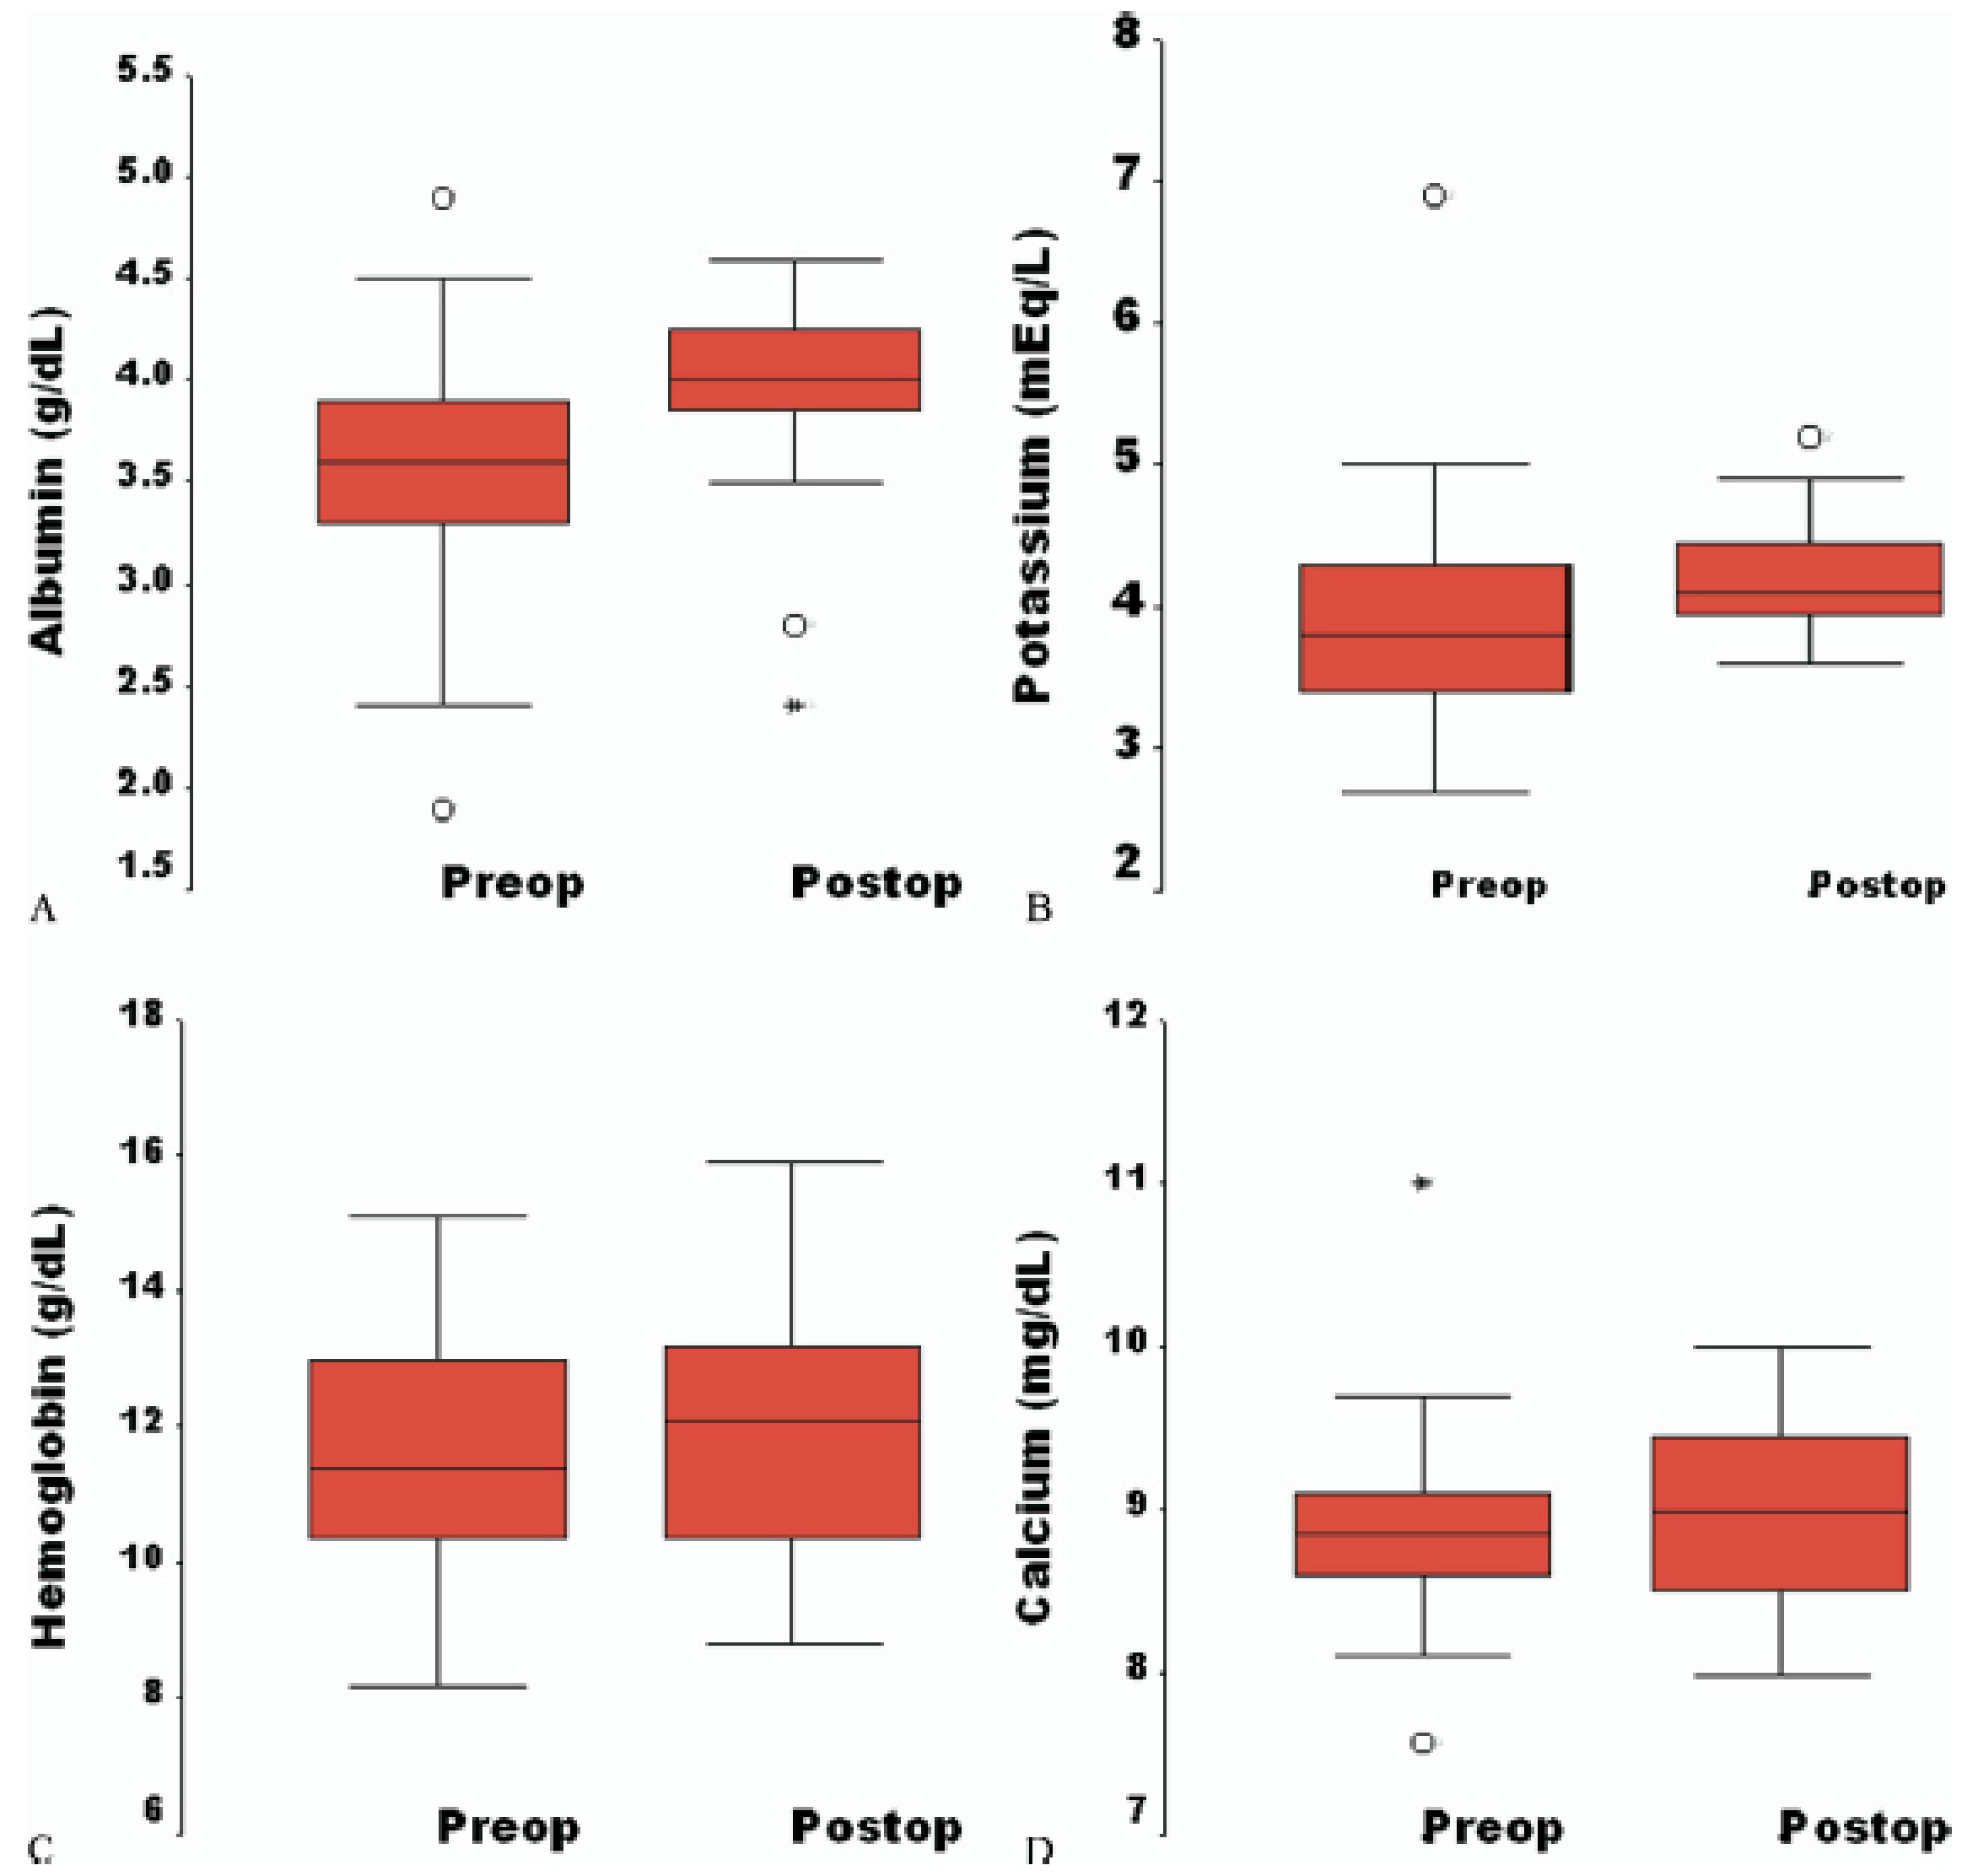 5.5
5.0
4.5
4.0
3.5
3.0
2.5
2.0
1.5
Albumin (g/dL)
Preop Postop
A
8
7
6
5
4
3
2
Potassium (mEq/L)
Preop Postop
B
18
16
14
12
10
8
6
Hemoglobin (g/dL)
Preop Postop
C
12
11
10
9
8
7
Calcium (mg/dL)
Preop Postop
D